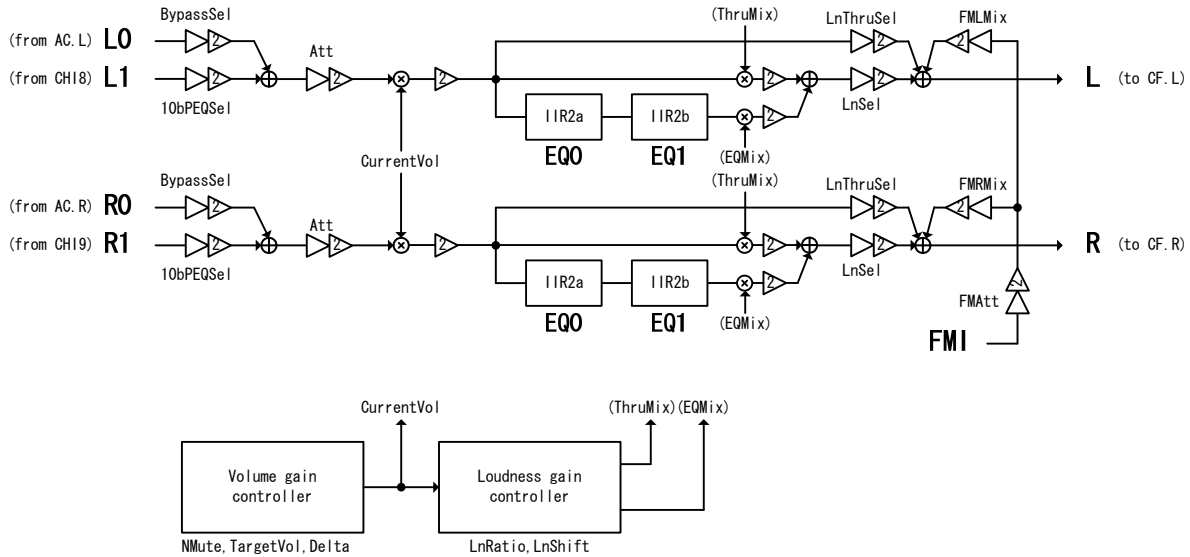 BypassSel (ThruMix) LnThruSel FMLMix
(from AC.L) L0 2 Att 2 2
(from CHI8) L1 2 2 2 2 2 L (to CF.L)
10bPEQSel IIR2a IIR2b 2 LnSel
EQ0 EQ1 (EQMix)
CurrentVol
BypassSel (ThruMix) LnThruSel FMRMix
(from AC.R) R0 2 Att 2 2
(from CHI9) R1 2 2 2 2 2 R (to CF.R)
10bPEQSel IIR2a IIR2b 2 LnSel
EQ0 EQ1 (EQMix) 2
FMAtt
FMI
CurrentVol (ThruMix)(EQMix)
Volume gain Loudness gain
controller controller
NMute,TargetVol,Delta LnRatio,LnShift